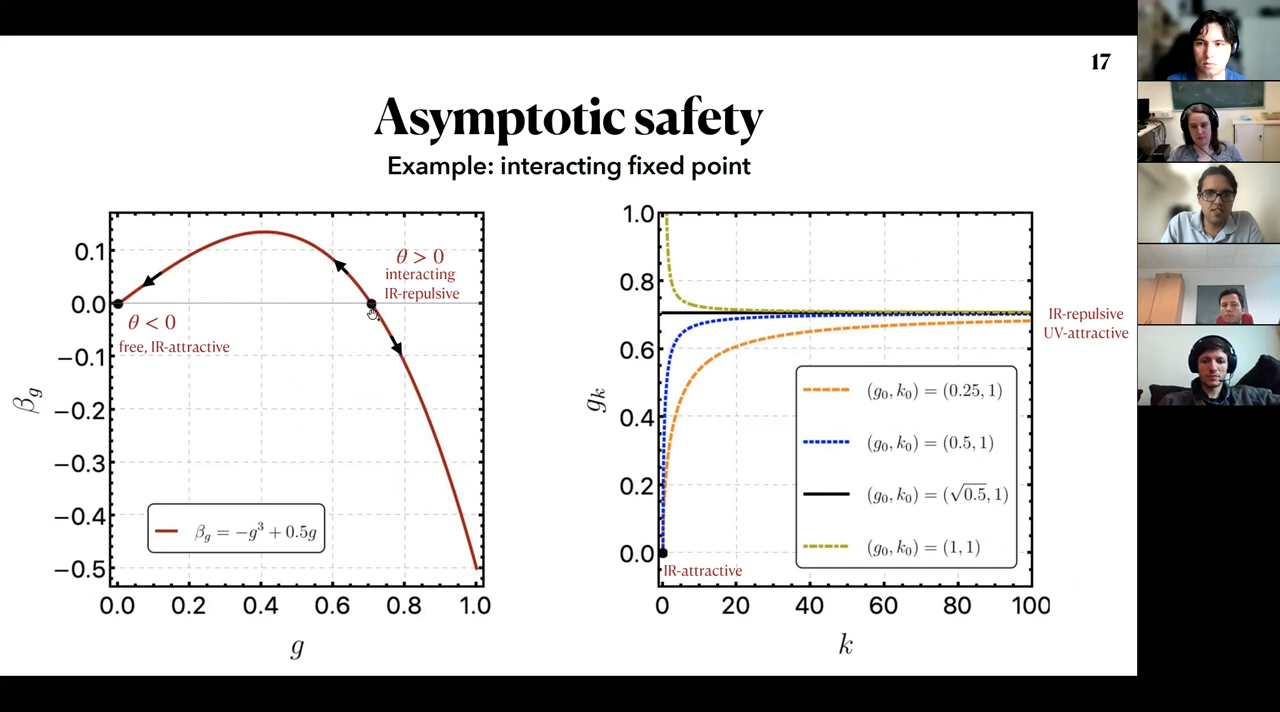 17
Asymptotic safety
Example: interacting fixed point
0.1
0.0
−0.1
−0.2
−0.3
−0.4
−0.5
0.0 0.2 0.4 0.6 0.8 1.0
β_g
g
θ > 0
interacting
IR-repulsive
θ < 0
free, IR-attractive
β_g = −g³ + 0.5g
1.0
0.8
0.6
0.4
0.2
0.0
0 20 40 60 80 100
g_k
k
IR-repulsive
UV-attractive
(g₀, k₀) = (0.25, 1)
(g₀, k₀) = (0.5, 1)
(g₀, k₀) = (√0.5, 1)
(g₀, k₀) = (1, 1)
IR-attractive